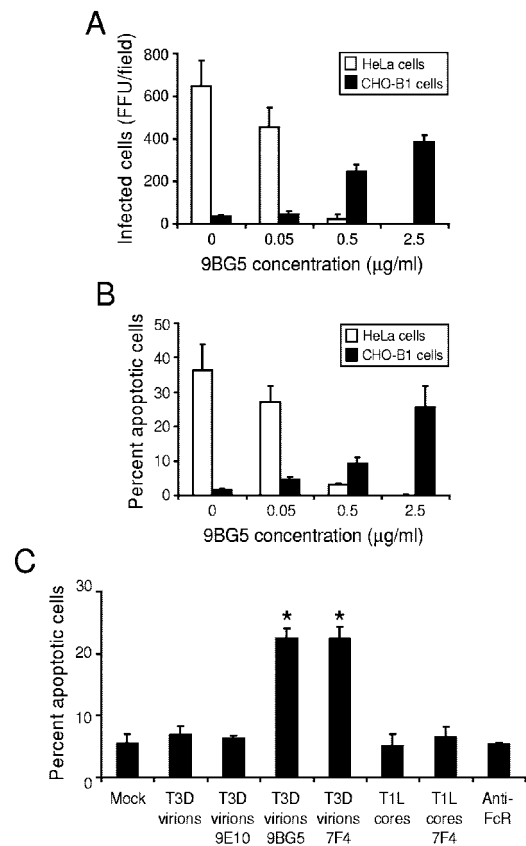 A
Infected cells (FFU/field)
800
600
400
200
0
HeLa cells
CHO-B1 cells
0 0.05 0.5 2.5
9BG5 concentration (µg/ml)
B
Percent apoptotic cells
50
40
30
20
10
0
HeLa cells
CHO-B1 cells
0 0.05 0.5 2.5
9BG5 concentration (µg/ml)
C
Percent apoptotic cells
30
20
10
0
* *
Mock T3D T3D T3D T3D T1L T1L Anti-
virions virions virions virions cores cores FcR
9E10 9BG5 7F4 7F4